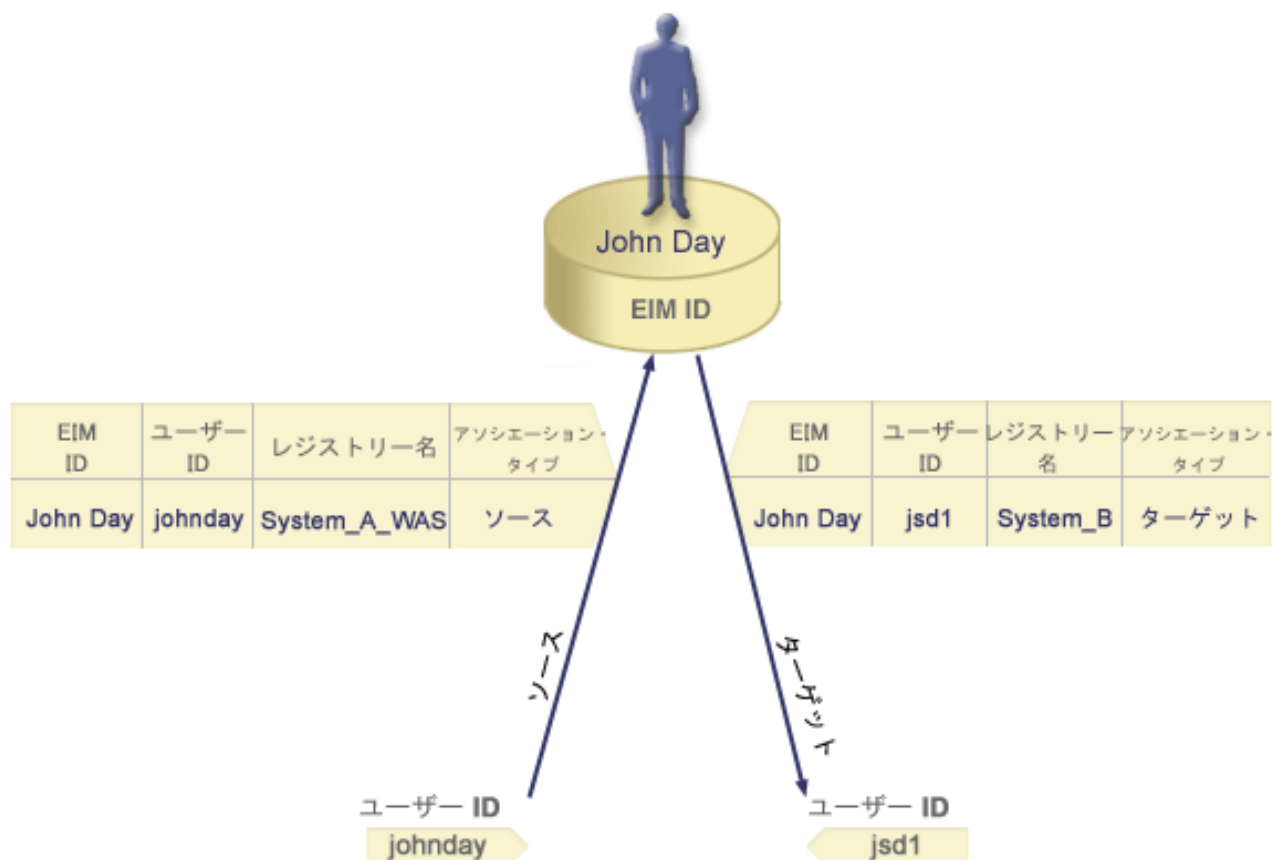 John Day
EIM ID
EIM
ID
ユーザー
ID
レジストリー名
アソシエーション・
タイプ
John Day
johnday
System_A_WAS
ソース
EIM
ID
ユーザー
ID
レジストリー
名
アソシエーション・
タイプ
John Day
jsd1
System_B
ターゲット
ソース
ターゲット
ユーザー ID
johnday
ユーザー ID
jsd1